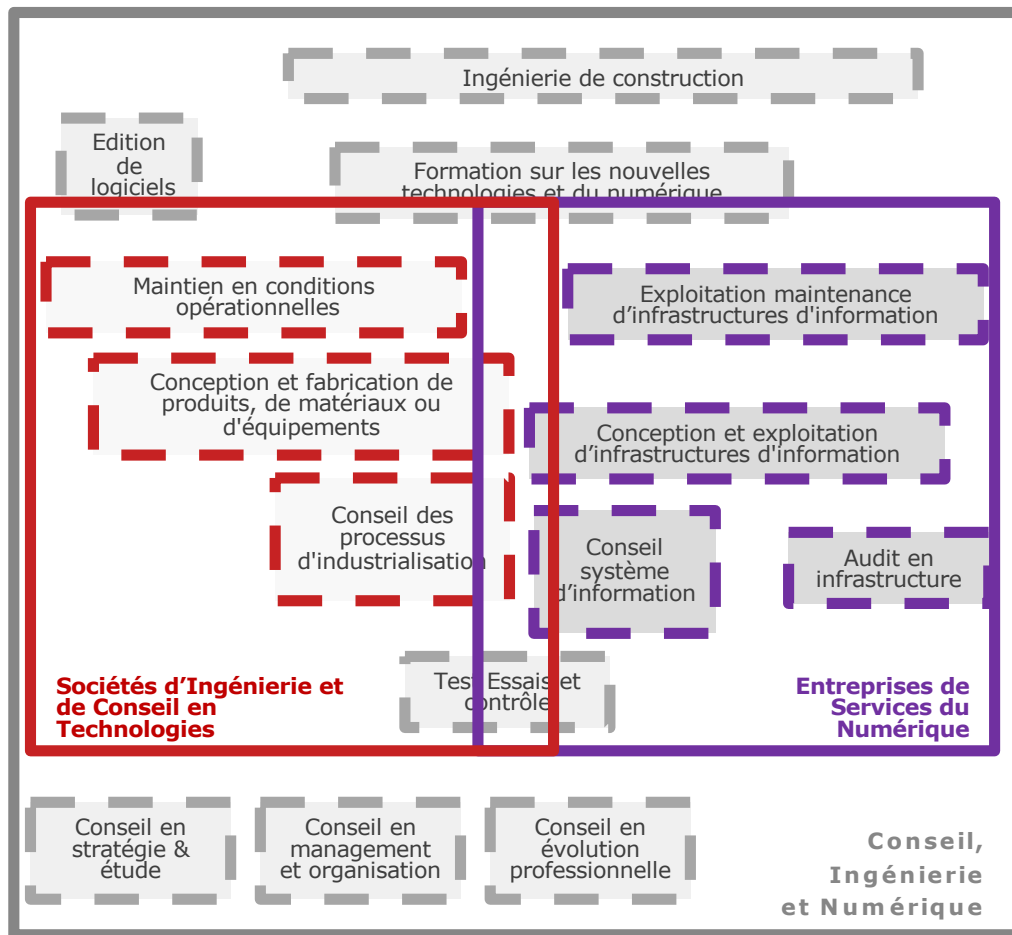 Ingénierie de construction
Edition
de
logiciels
Formation sur les nouvelles
technologies et du numérique
Maintien en conditions
opérationnelles
Exploitation maintenance
d’infrastructures d'information
Conception et fabrication de
produits, de matériaux ou
d'équipements
Conception et exploitation
d’infrastructures d'information
Conseil des
processus
d'industrialisation
Conseil
système
d’information
Audit en
infrastructure
Test Essais et
contrôle
Sociétés d’Ingénierie et
de Conseil en
Technologies
Entreprises de
Services du
Numérique
Conseil en
stratégie &
étude
Conseil en
management
et organisation
Conseil en
évolution
professionnelle
Conseil,
Ingénierie
et Numérique